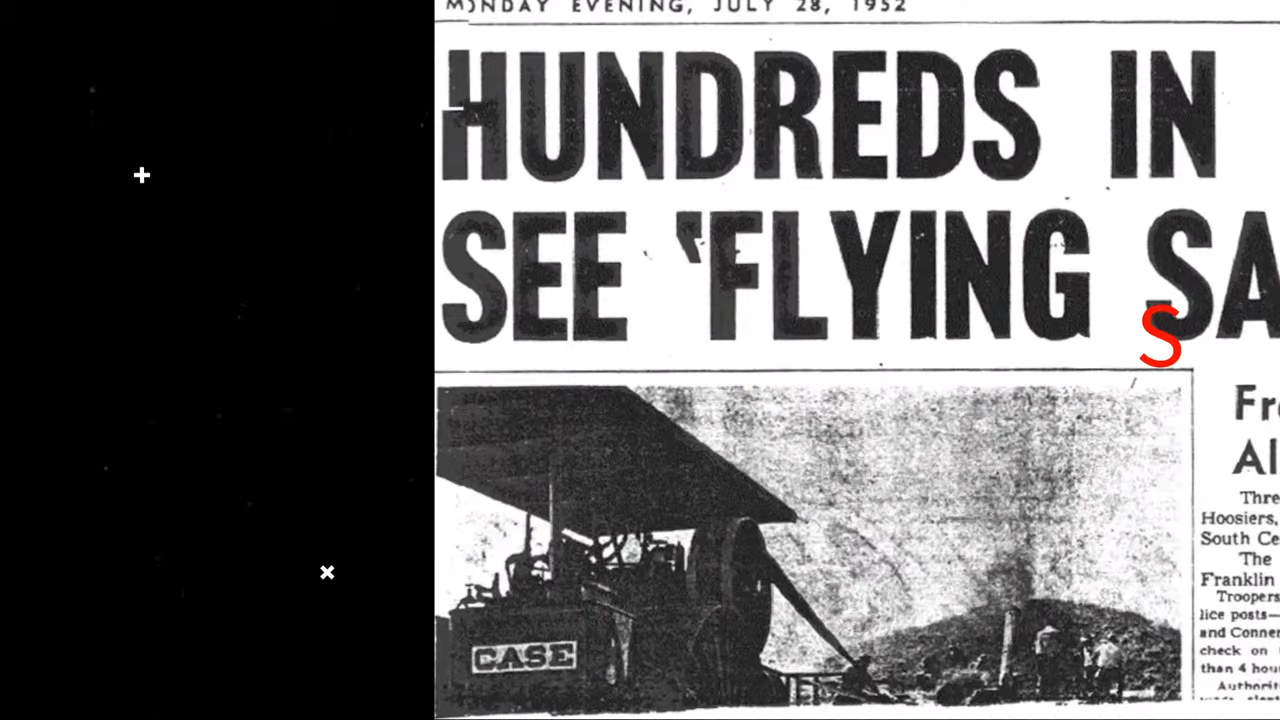 MONDAY EVENING, JULY 28, 1952
HUNDREDS IN
SEE 'FLYING SA
S
CASE
Fr
Al
Thre
Hoosiers,
South Ce
The
Franklin
Troopers
lice posts—
and Conner
check on
than 4 hou
Authorit